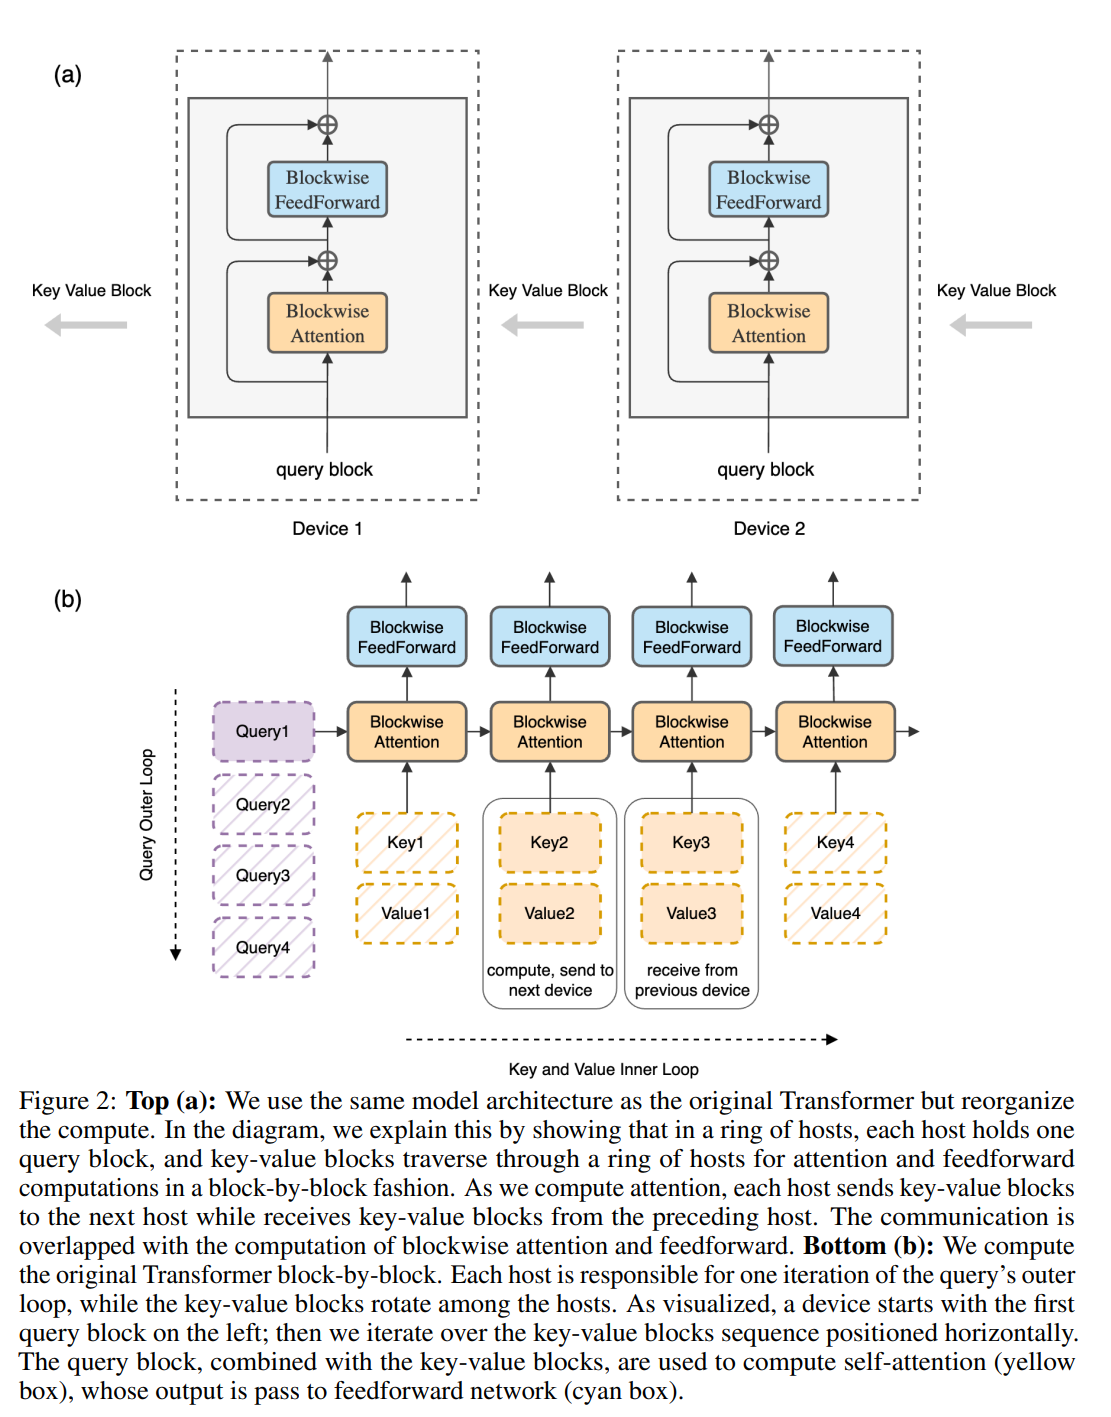 (a)
Blockwise
FeedForward
Blockwise
Attention
query block
Device 1
Key Value Block
Key Value Block
Blockwise
FeedForward
Blockwise
Attention
query block
Device 2
Key Value Block
(b)
Blockwise
FeedForward
Blockwise
FeedForward
Blockwise
FeedForward
Blockwise
FeedForward
Query Outer Loop
Query1
Query2
Query3
Query4
Blockwise
Attention
Blockwise
Attention
Blockwise
Attention
Blockwise
Attention
Key1
Value1
Key2
Value2
compute, send to
next device
Key3
Value3
receive from
previous device
Key4
Value4
Key and Value Inner Loop
Figure 2: Top (a): We use the same model architecture as the original Transformer but reorganize
the compute. In the diagram, we explain this by showing that in a ring of hosts, each host holds one
query block, and key-value blocks traverse through a ring of hosts for attention and feedforward
computations in a block-by-block fashion. As we compute attention, each host sends key-value blocks
to the next host while receives key-value blocks from the preceding host. The communication is
overlapped with the computation of blockwise attention and feedforward. Bottom (b): We compute
the original Transformer block-by-block. Each host is responsible for one iteration of the query's outer
loop, while the key-value blocks rotate among the hosts. As visualized, a device starts with the first
query block on the left; then we iterate over the key-value blocks sequence positioned horizontally.
The query block, combined with the key-value blocks, are used to compute self-attention (yellow
box), whose output is pass to feedforward network (cyan box).